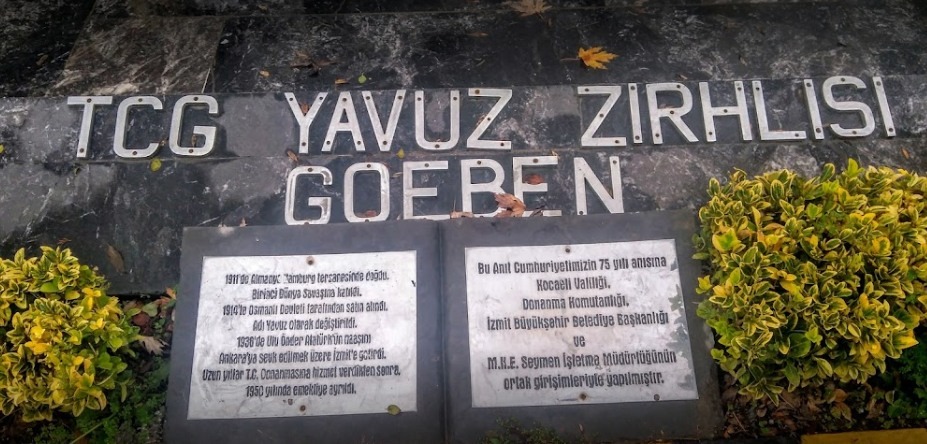 TCG YAVUZ ZIRHLISI
GOEBEN
1911'de Almanya Hamburg tersaresinde doğdu.
Birinci Dünya Savaşına katıldı.
1914'te Osmanlı Devleti tarafından satın alındı.
Adı Yavuz olarak değiştirildi.
1938'de Ulu Önder Atatürk'ün naaşını
Ankara'ya sevk edilmek üzere İzmit'e getirdi.
Uzun yıllar T.C. Donanmasına hizmet verdikten sonra,
1950 yılında emekliye ayrıldı.
Bu Anıt Cumhuriyetimizin 75 yılı anısına
Kocaeli Valiliği,
Donanma Komutanlığı,
İzmit Büyükşehir Belediye Başkanlığı
ve
M.K.E. Seymen İşletme Müdürlüğünün
ortak girişimleriyle yapılmıştır.